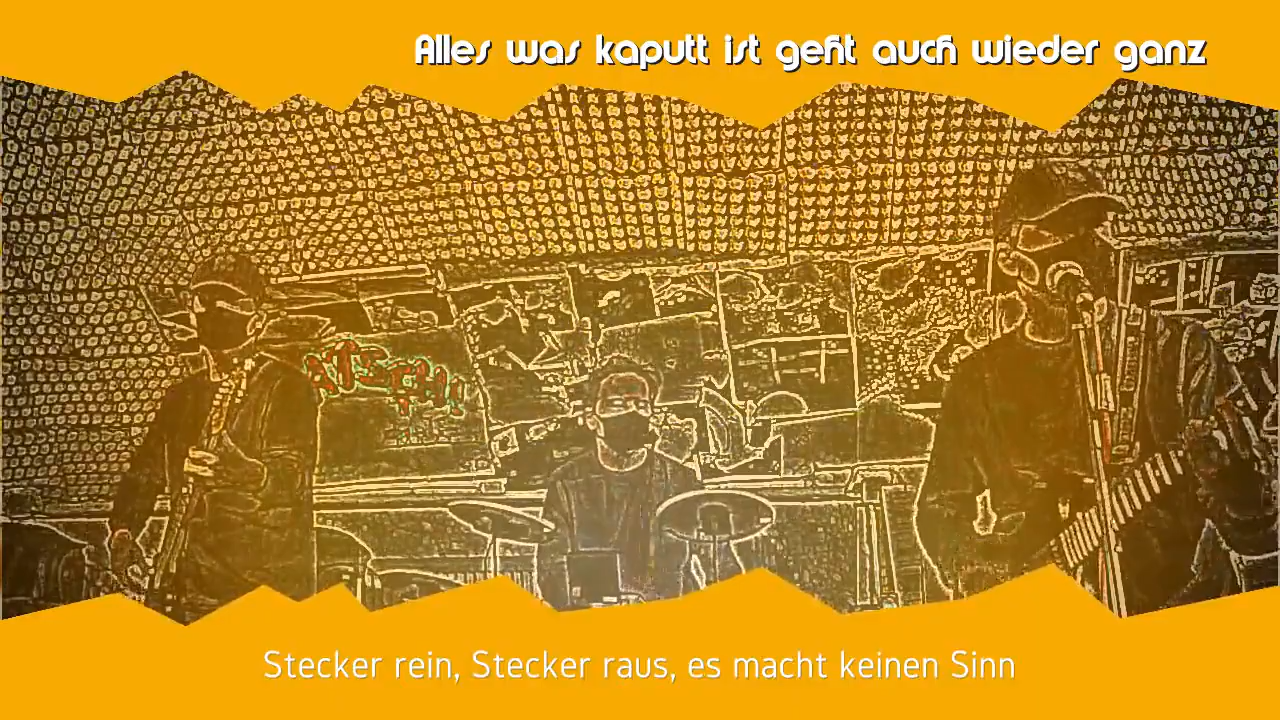 Alles was kaputt ist geht auch wieder ganz
Stecker rein, Stecker raus, es macht keinen Sinn